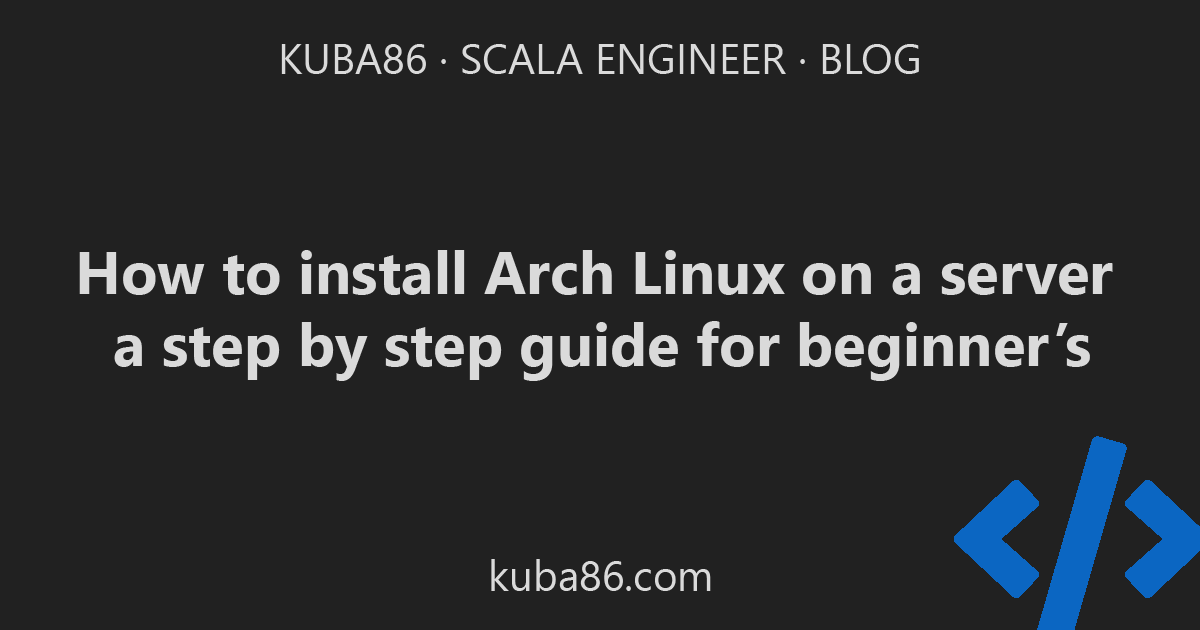 KUBA86 · SCALA ENGINEER · BLOG
How to install Arch Linux on a server
a step by step guide for beginner’s
kuba86.com